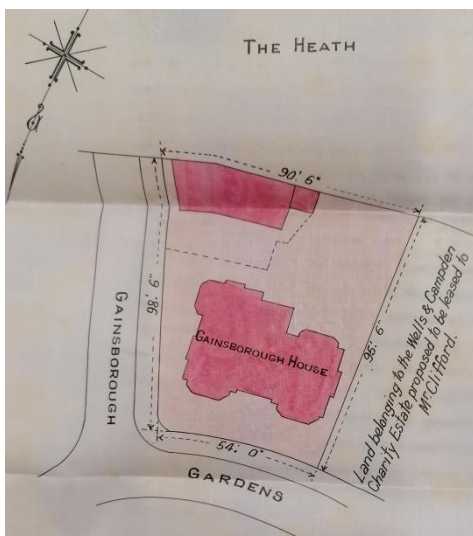 THE HEATH
90' 6"
98' 6"
GAINSBOROUGH
GAINSBOROUGH HOUSE
95' 6"
Land belonging to the Wells & Campden
Charity Estate proposed to be leased to
Mr. Clifford.
54' 0"
GARDENS